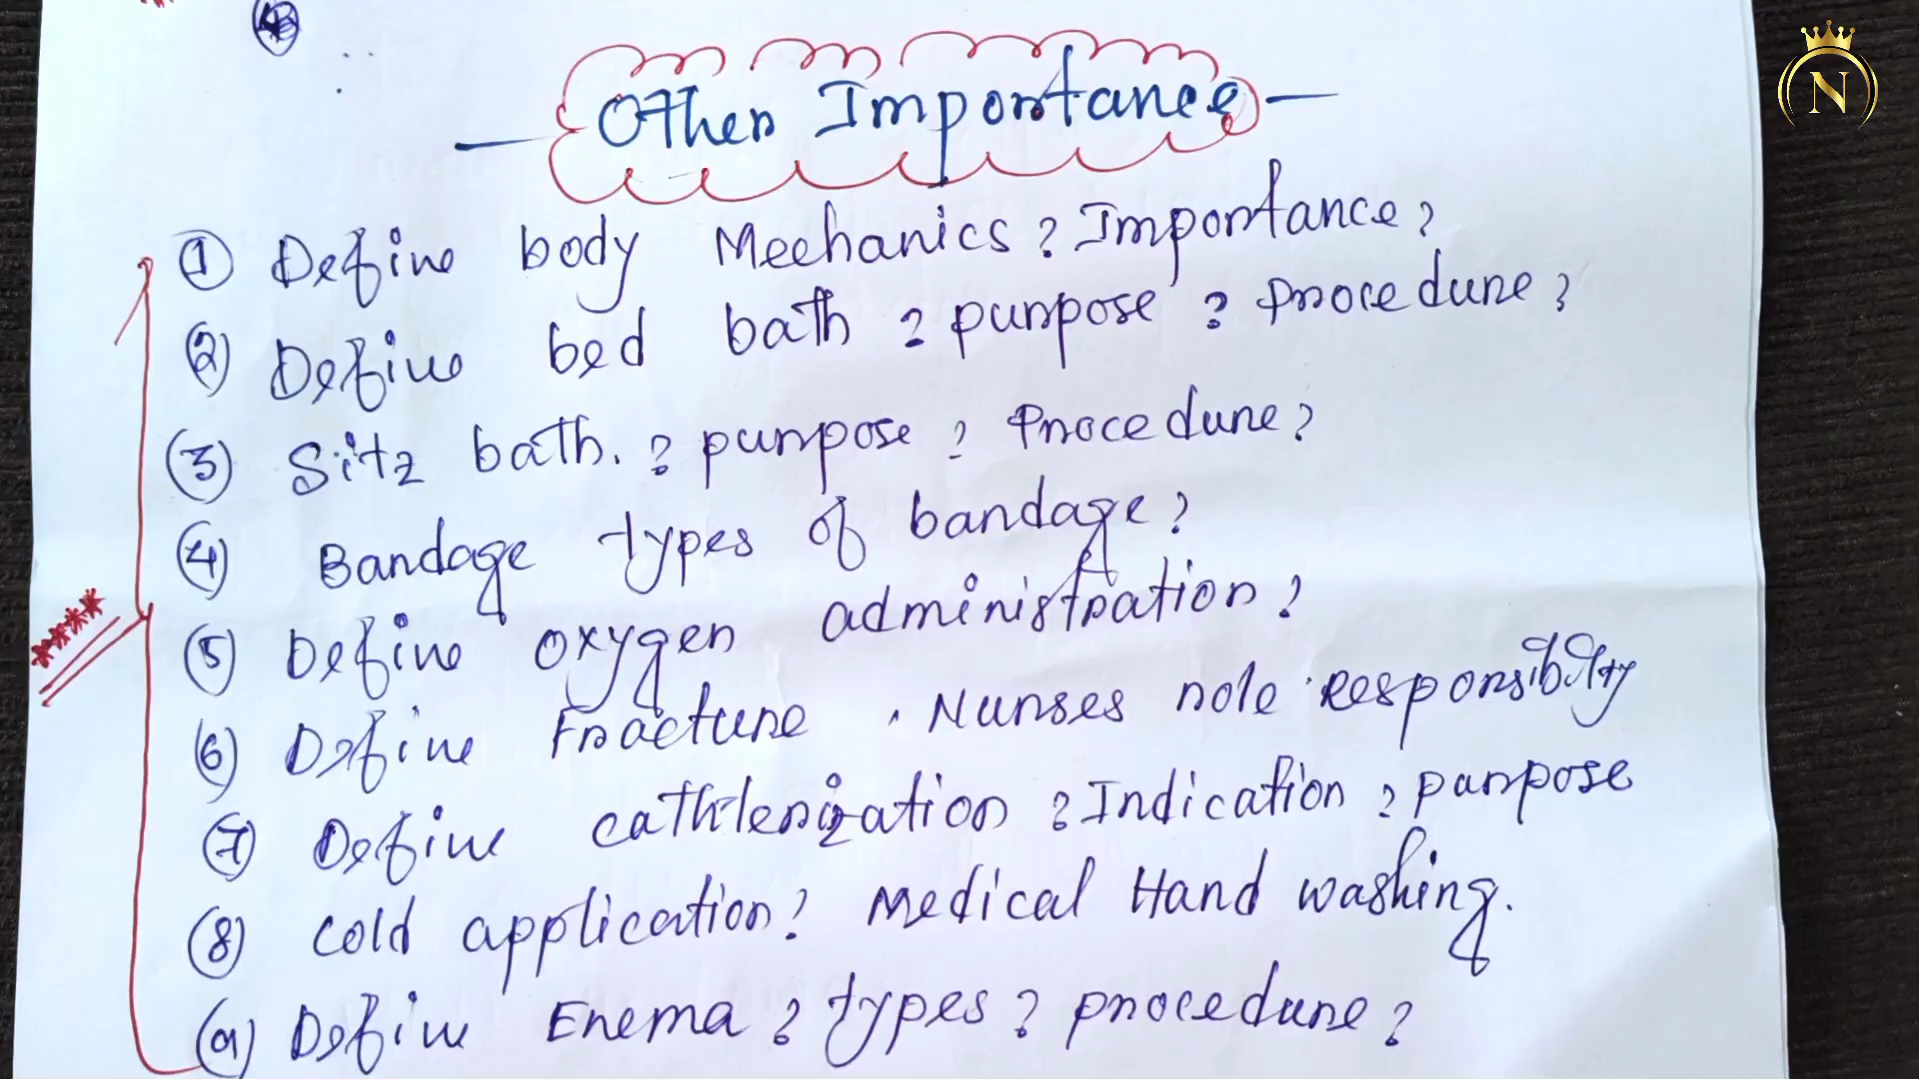 Other Importance
N
① Define body Mechanics? Importance?
② Define bed bath? purpose? Procedure?
③ Sitz bath.? purpose? Procedure?
④ Bandage types of bandage?
⑤ Define oxygen administration?
⑥ Define Fracture. Nurses role responsibility
⑦ Define cathterization? Indication? purpose
⑧ cold application? Medical Hand washing.
⑨ Define Enema? types? procedure?